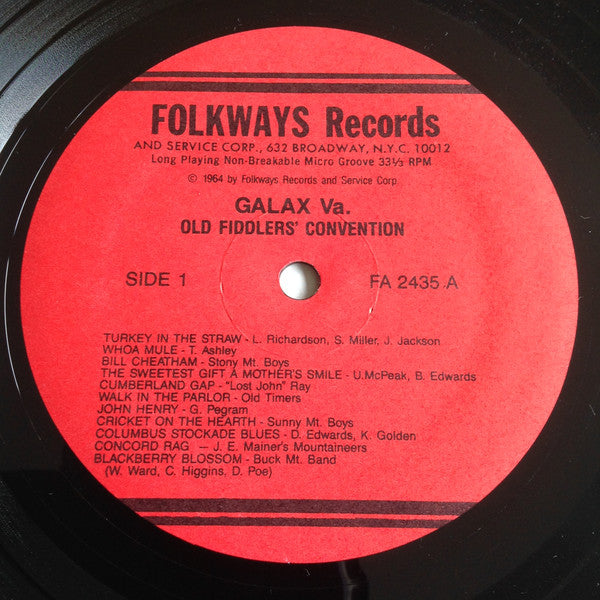 FOLKWAYS Records
AND SERVICE CORP., 632 BROADWAY, N.Y.C. 10012
Long Playing Non-Breakable Micro Groove 33⅓ RPM
© 1964 by Folkways Records and Service Corp
GALAX Va.
OLD FIDDLERS' CONVENTION
SIDE 1 FA 2435 A
TURKEY IN THE STRAW - L. Richardson, S. Miller, J. Jackson
WHOA MULE - T. Ashley
BILL CHEATHAM - Stony Mt. Boys
THE SWEETEST GIFT A MOTHER'S SMILE - U.McPeak, B. Edwards
CUMBERLAND GAP - "Lost John" Ray
WALK IN THE PARLOR - Old Timers
JOHN HENRY - G. Pegram
CRICKET ON THE HEARTH - Sunny Mt. Boys
COLUMBUS STOCKADE BLUES - D. Edwards, K. Golden
CONCORD RAG — J. E. Mainer's Mountaineers
BLACKBERRY BLOSSOM - Buck Mt. Band
(W. Ward, C. Higgins, D. Poe)